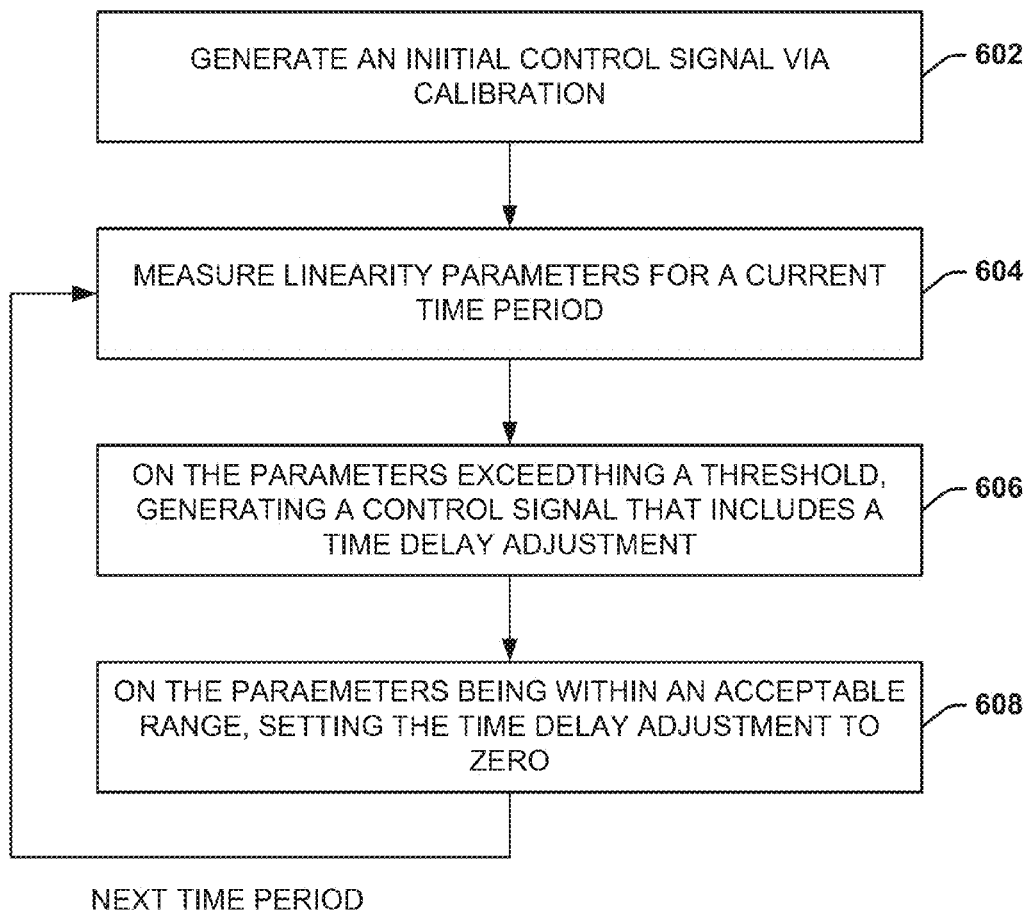 GENERATE AN INIITIAL CONTROL SIGNAL VIA
CALIBRATION
602
MEASURE LINEARITY PARAMETERS FOR A CURRENT
TIME PERIOD
604
ON THE PARAMETERS EXCEEDTHING A THRESHOLD,
GENERATING A CONTROL SIGNAL THAT INCLUDES A
TIME DELAY ADJUSTMENT
606
ON THE PARAEMETERS BEING WITHIN AN ACCEPTABLE
RANGE, SETTING THE TIME DELAY ADJUSTMENT TO
ZERO
608
NEXT TIME PERIOD